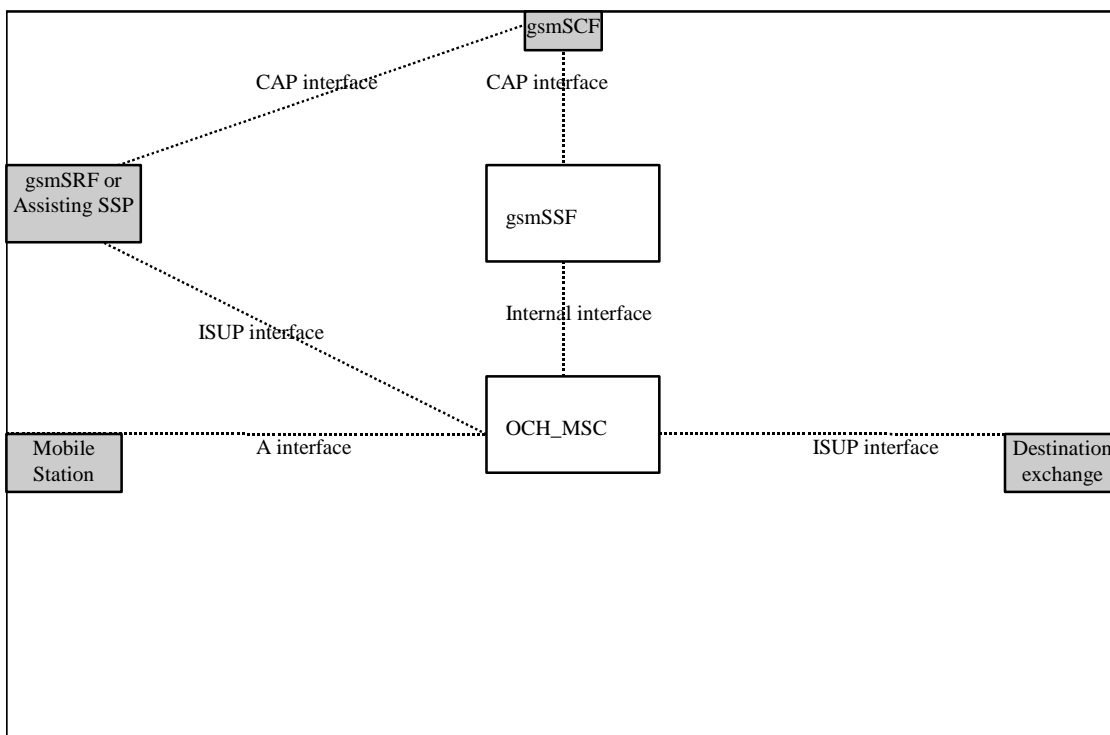 gsmSCF
CAP interface
CAP interface
gsmSRF or
Assisting SSP
gsmSSF
Internal interface
ISUP interface
OCH_MSC
Mobile
Station
A interface
ISUP interface
Destination
exchange